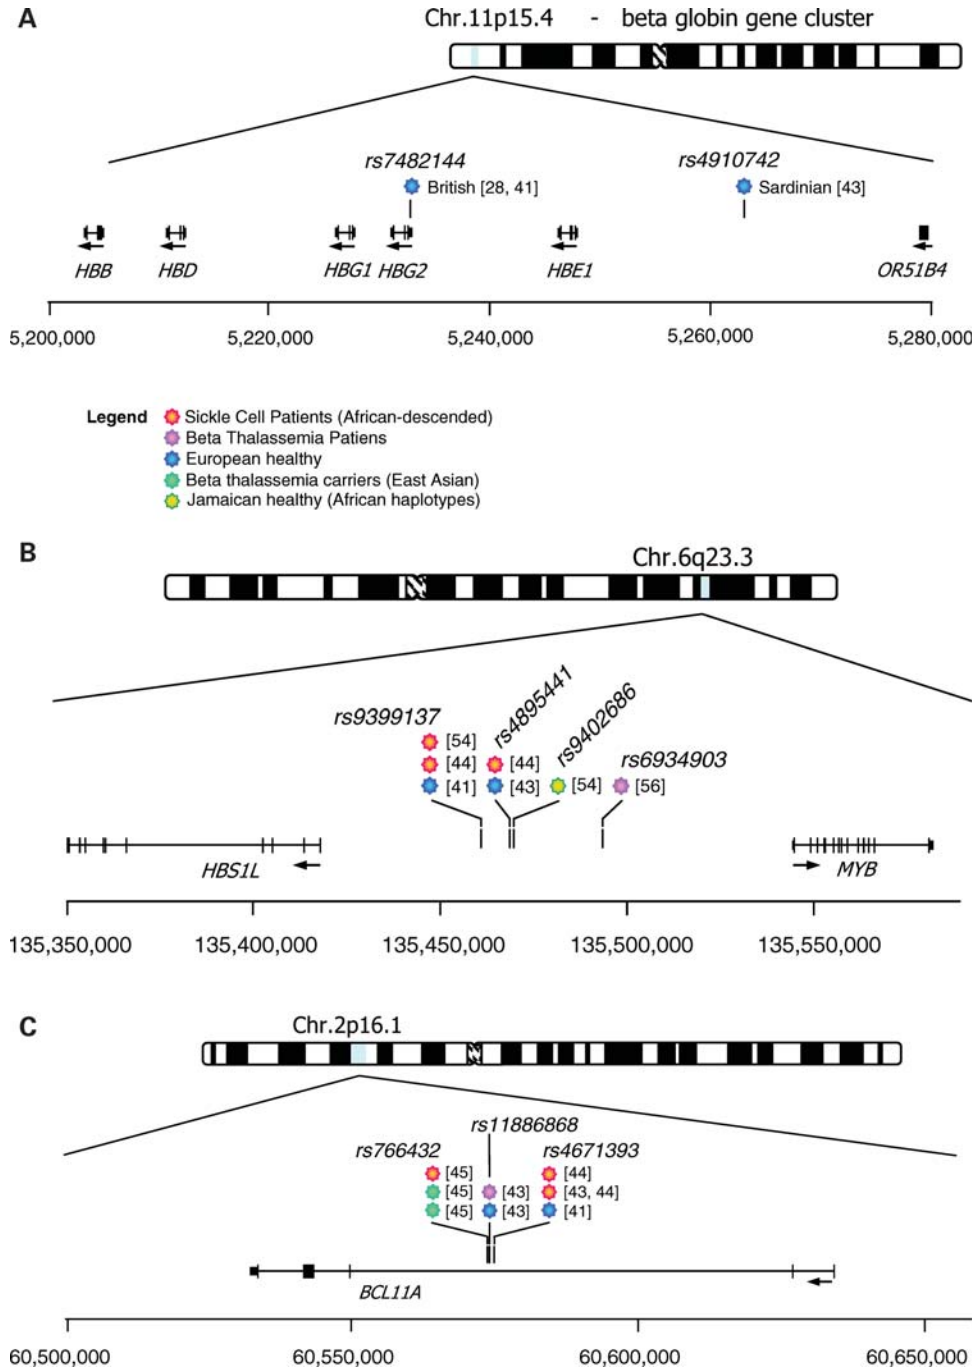 A
Chr.11p15.4 - beta globin gene cluster
rs7482144
rs4910742
British [28, 41]
Sardinian [43]
HBB
HBD
HBG1
HBG2
HBE1
OR51B4
5,200,000
5,220,000
5,240,000
5,260,000
5,280,000
Legend
Sickle Cell Patients (African-descended)
Beta Thalassemia Patiens
European healthy
Beta thalassemia carriers (East Asian)
Jamaican healthy (African haplotypes)
B
Chr.6q23.3
rs9399137
rs4895441
rs9402686
rs6934903
[54]
[44] [44]
[41] [43] [54] [56]
HBS1L
MYB
135,350,000
135,400,000
135,450,000
135,500,000
135,550,000
C
Chr.2p16.1
rs11886868
rs766432
rs4671393
[45] [44]
[45] [43] [43, 44]
[45] [43] [41]
BCL11A
60,500,000
60,550,000
60,600,000
60,650,000